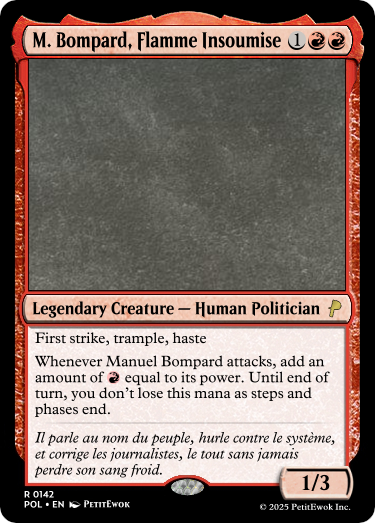 M. Bompard, Flamme Insoumise 1
Legendary Creature — Human Politician
First strike, trample, haste
Whenever Manuel Bompard attacks, add an
amount of equal to its power. Until end of
turn, you don't lose this mana as steps and
phases end.
Il parle au nom du peuple, hurle contre le système,
et corrige les journalistes, le tout sans jamais
perdre son sang froid.
1/3
R 0142
POL • EN PetitEwok
© 2025 PetitEwok Inc.